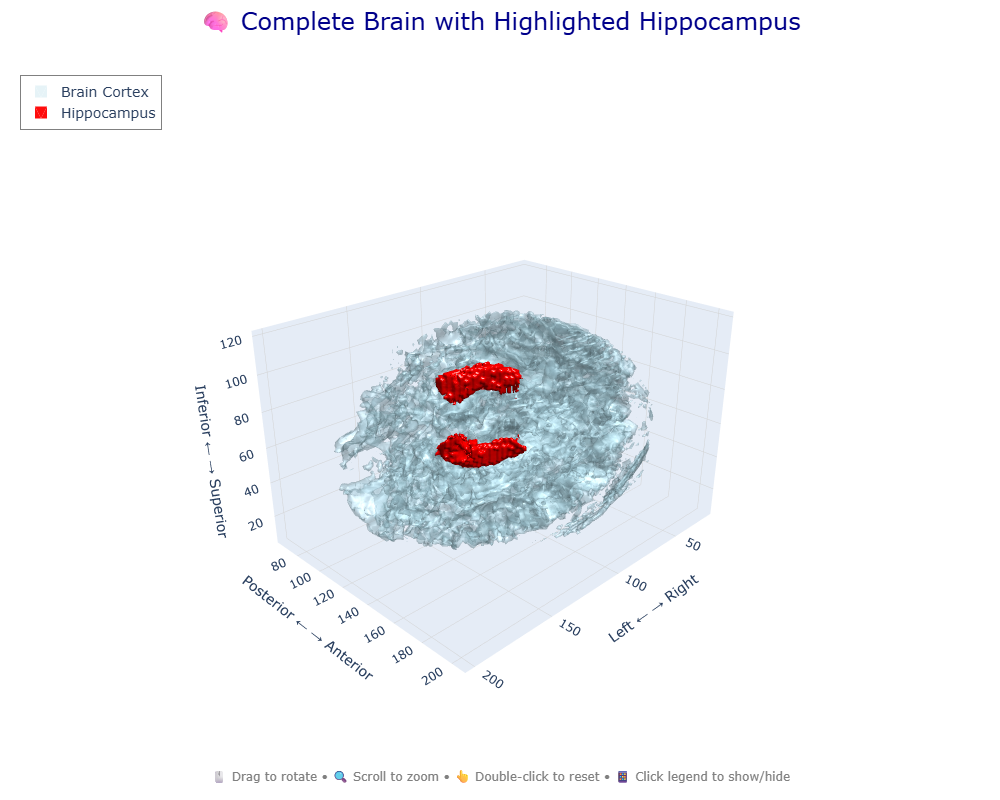 🧠 Complete Brain with Highlighted Hippocampus
Brain Cortex
Hippocampus
120
100
80
60
40
20
Inferior ← → Superior
80
100
120
140
160
180
200
Posterior ← → Anterior
50
100
150
200
Left ← → Right
🖱️ Drag to rotate • 🔍 Scroll to zoom • 👆 Double-click to reset • 📱 Click legend to show/hide